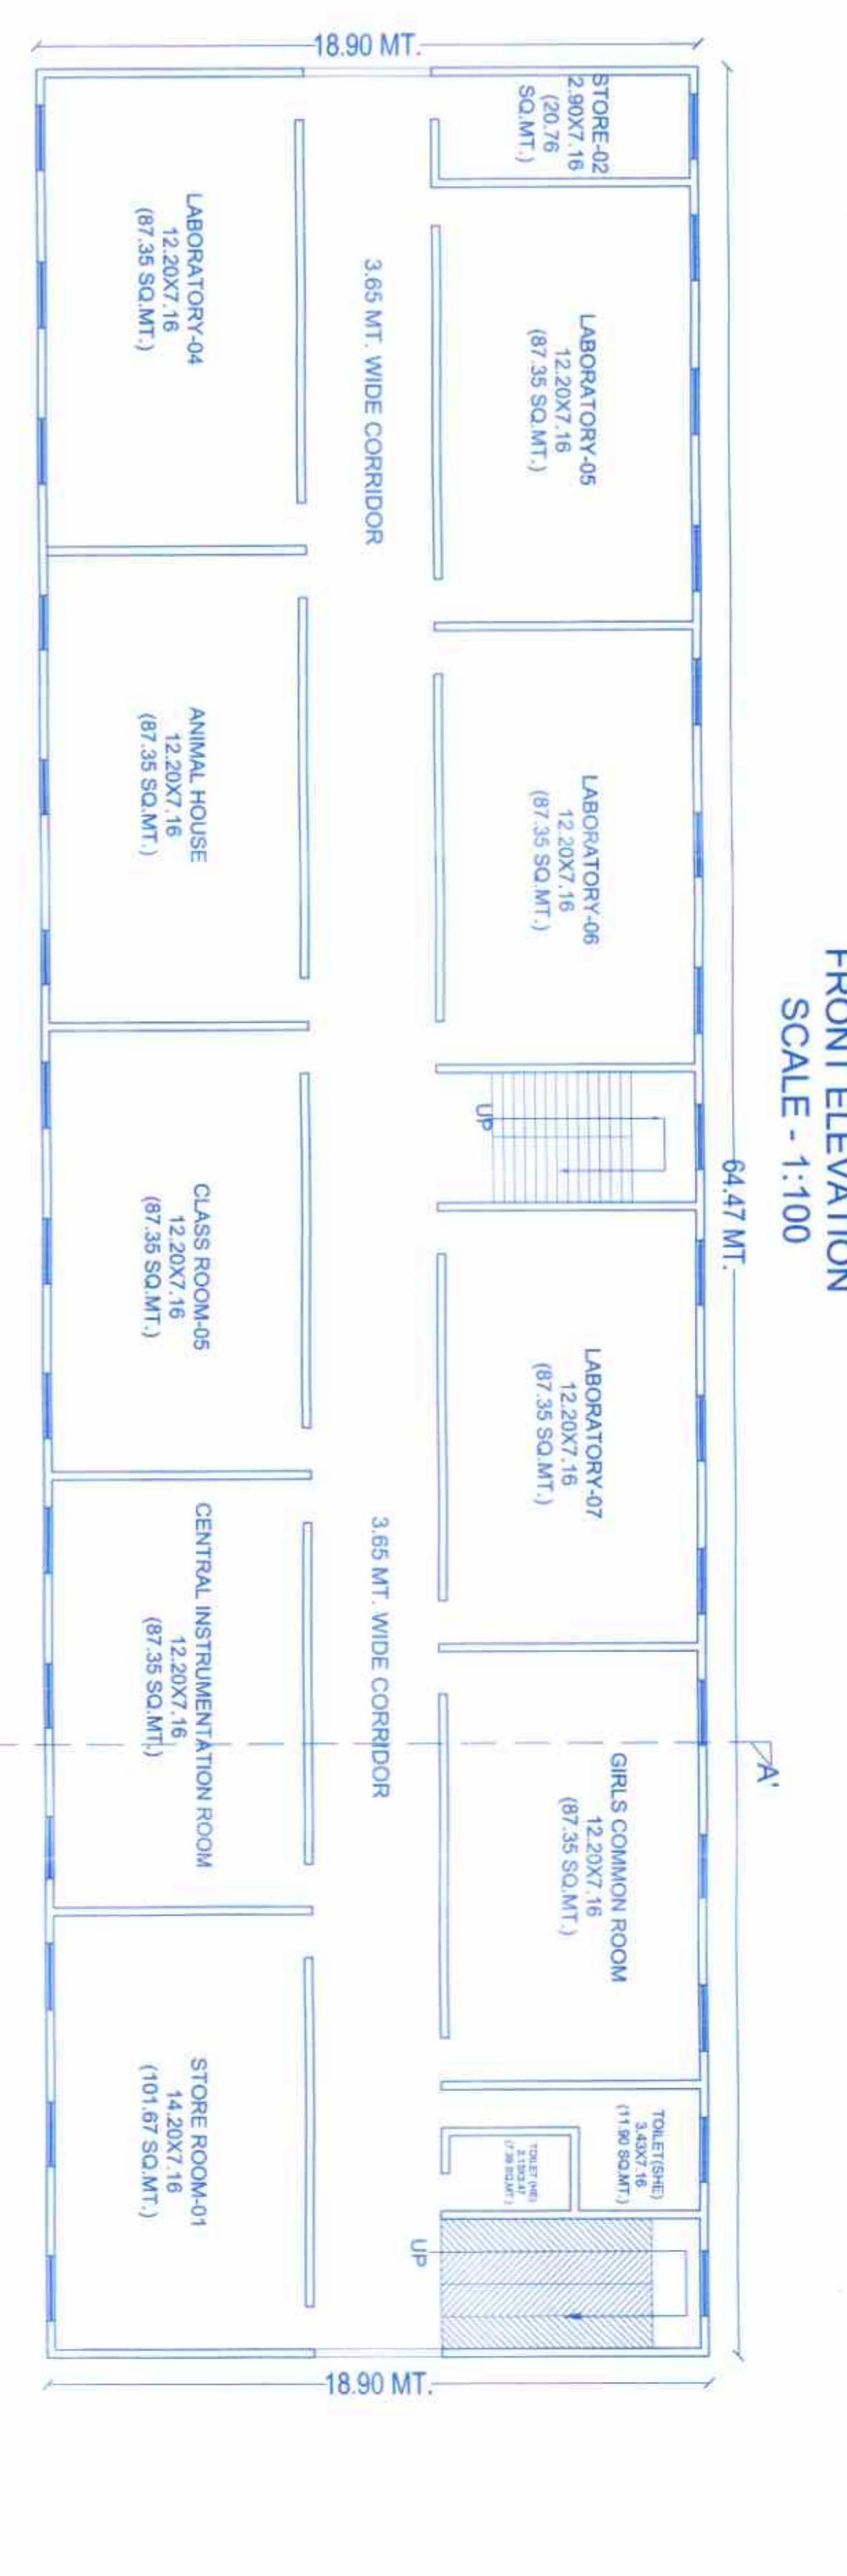 FRONT ELEVATION
SCALE - 1:100
64.47 MT.
18.90 MT.
STORE-02
2.90X7.16
(20.76
SQ.MT.)
LABORATORY-05
12.20X7.16
(87.35 SQ.MT.)
LABORATORY-06
12.20X7.16
(87.35 SQ.MT.)
UP
LABORATORY-07
12.20X7.16
(87.35 SQ.MT.)
A'
GIRLS COMMON ROOM
12.20X7.16
(87.35 SQ.MT.)
TOILET(SHE)
3.43X7.16
(11.90 SQ.MT.)
TOILET (HE)
UP
3.65 MT. WIDE CORRIDOR
3.65 MT. WIDE CORRIDOR
LABORATORY-04
12.20X7.16
(87.35 SQ.MT.)
ANIMAL HOUSE
12.20X7.16
(87.35 SQ.MT.)
CLASS ROOM-05
12.20X7.16
(87.35 SQ.MT.)
CENTRAL INSTRUMENTATION ROOM
12.20X7.16
(87.35 SQ.MT.)
STORE ROOM-01
14.20X7.16
(101.67 SQ.MT.)
18.90 MT.